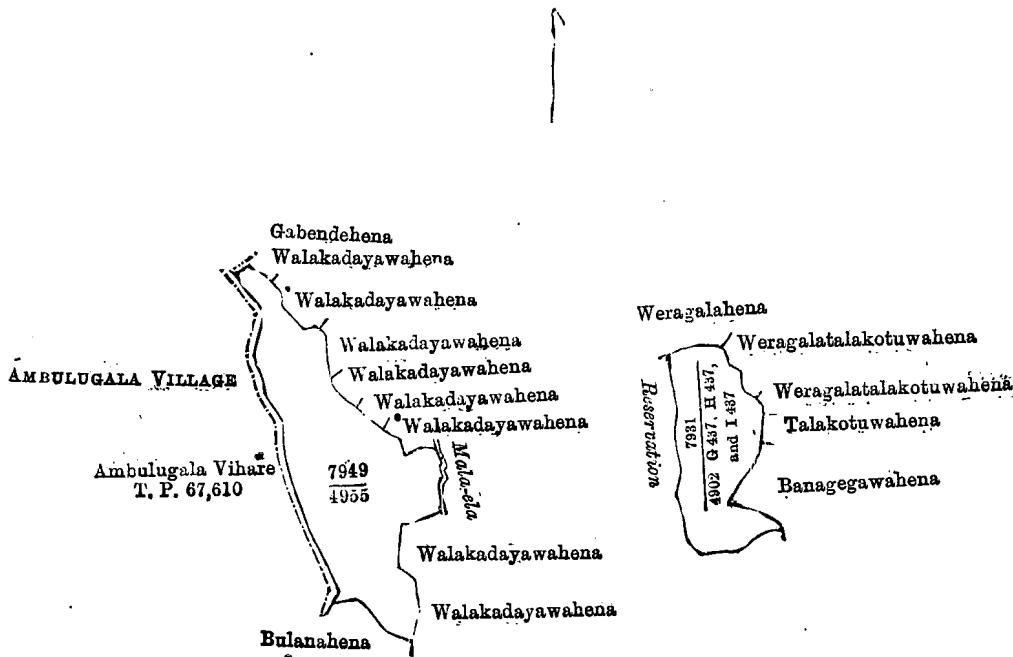 Gabendehena
Walakadayawahena
Walakadayawahena
Walakadayawahena
Walakadayawahena
Walakadayawahena
Walakadayawahena
AMBULUGALA VILLAGE
Ambulugala Vihare
T. P. 67,610
7949
4955
Mala-ela
Walakadayawahena
Walakadayawahena
Bulanahena
Weragalahena
Weragalatalakotuwahena
Weragalatalakotuwahena
Talakotuwahena
Banagegawahena
Reservation
7931
4902 G 437, H 437,
and I 437